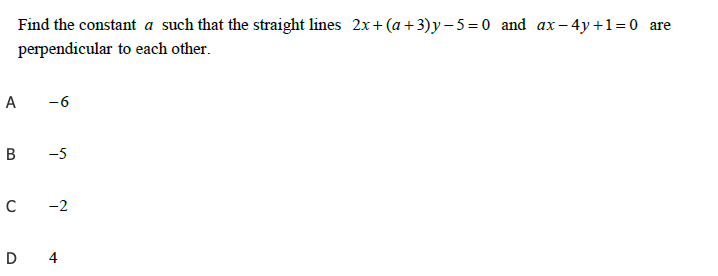 Find the constant a such that the straight lines 2x+(a+3)y−5=0 and ax−4y+1=0 are
perpendicular to each other.
A −6
B −5
C −2
D 4